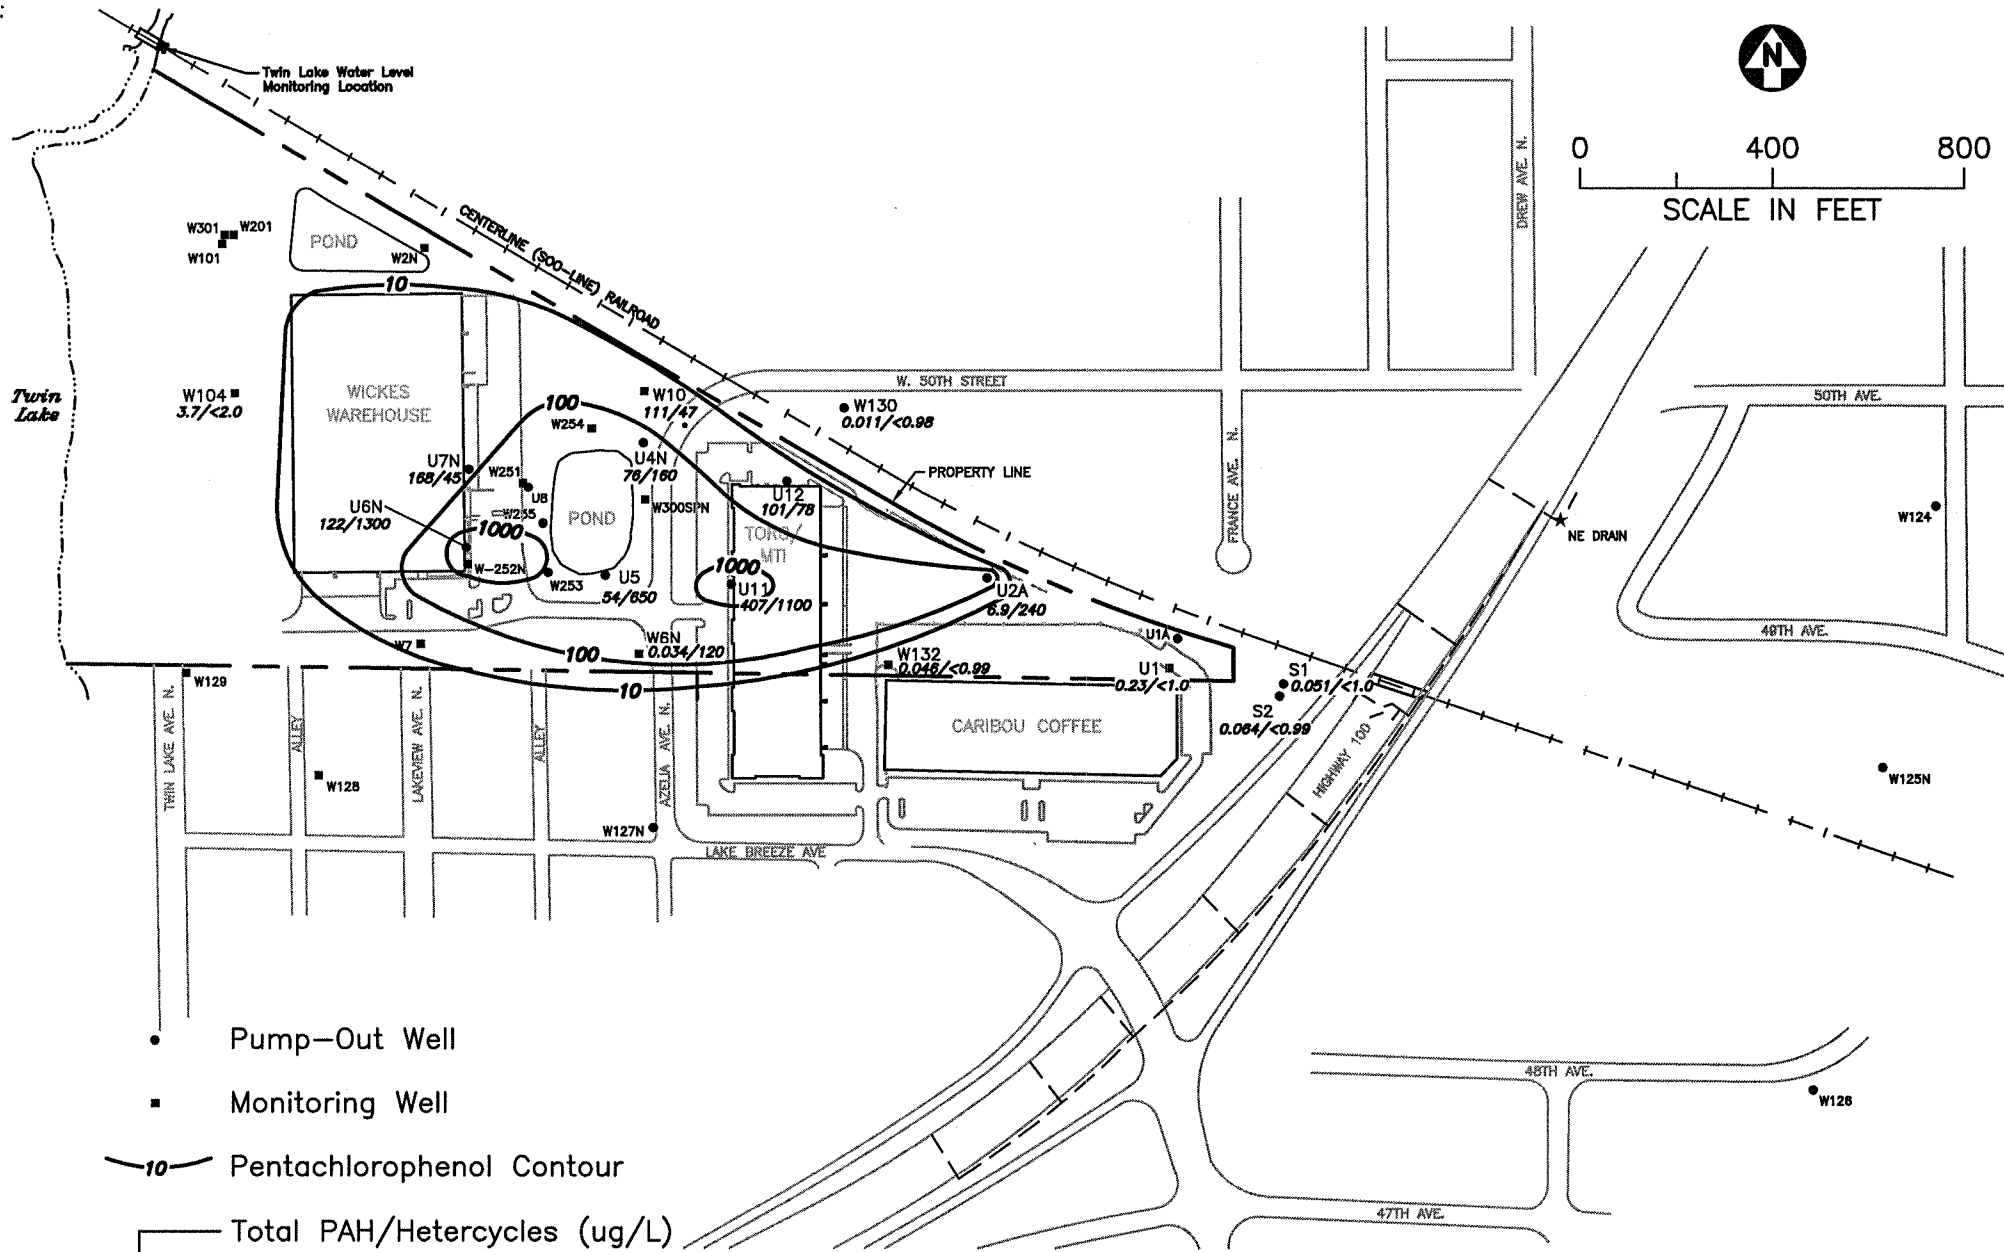 Twin Lake Water Level
Monitoring Location
N
0 400 800
SCALE IN FEET
DREW AVE. N.
CENTERLINE (SOO-LINE) RAILROAD
W301 W201
W101
POND
W2N
10
Twin
Lake
W104
3.7/<2.0
WICKES
WAREHOUSE
100
W254
W10
111/47
W. 50TH STREET
W130
0.011/<0.98
50TH AVE.
U4N
76/160
U7N
168/45
W251
U8
PROPERTY LINE
FRANCE AVE. N.
U12
101/78
W300SPN
U6N
122/1300
W255
POND
TORO/
MTI
W124
NE DRAIN
1000
W-252N
W253
U5
54/650
1000
U11
407/1100
U2A
6.9/240
W7
W6N
0.034/120
100
W132
0.046/<0.99
U1A
U1
0.23/<1.0
49TH AVE.
S1
0.051/<1.0
S2
0.064/<0.99
W129
10
TWIN LAKE AVE. N.
ALLEY
LAKEVIEW AVE. N.
ALLEY
AZELIA AVE. N.
CARIBOU COFFEE
HIGHWAY 100
W128
W125N
W127N
LAKE BREEZE AVE
Pump-Out Well
Monitoring Well
10 Pentachlorophenol Contour
Total PAH/Hetercycles (ug/L)
48TH AVE.
W126
47TH AVE.